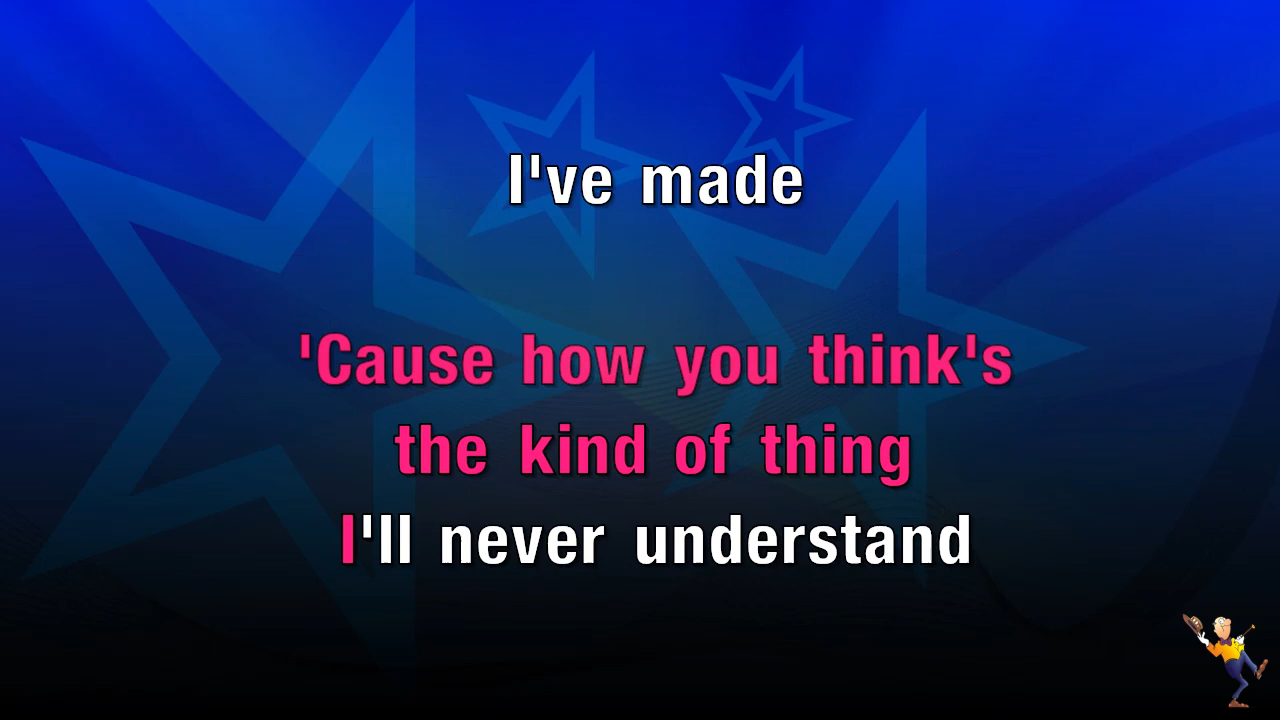 I've made
'Cause how you think's
the kind of thing
I'll never understand